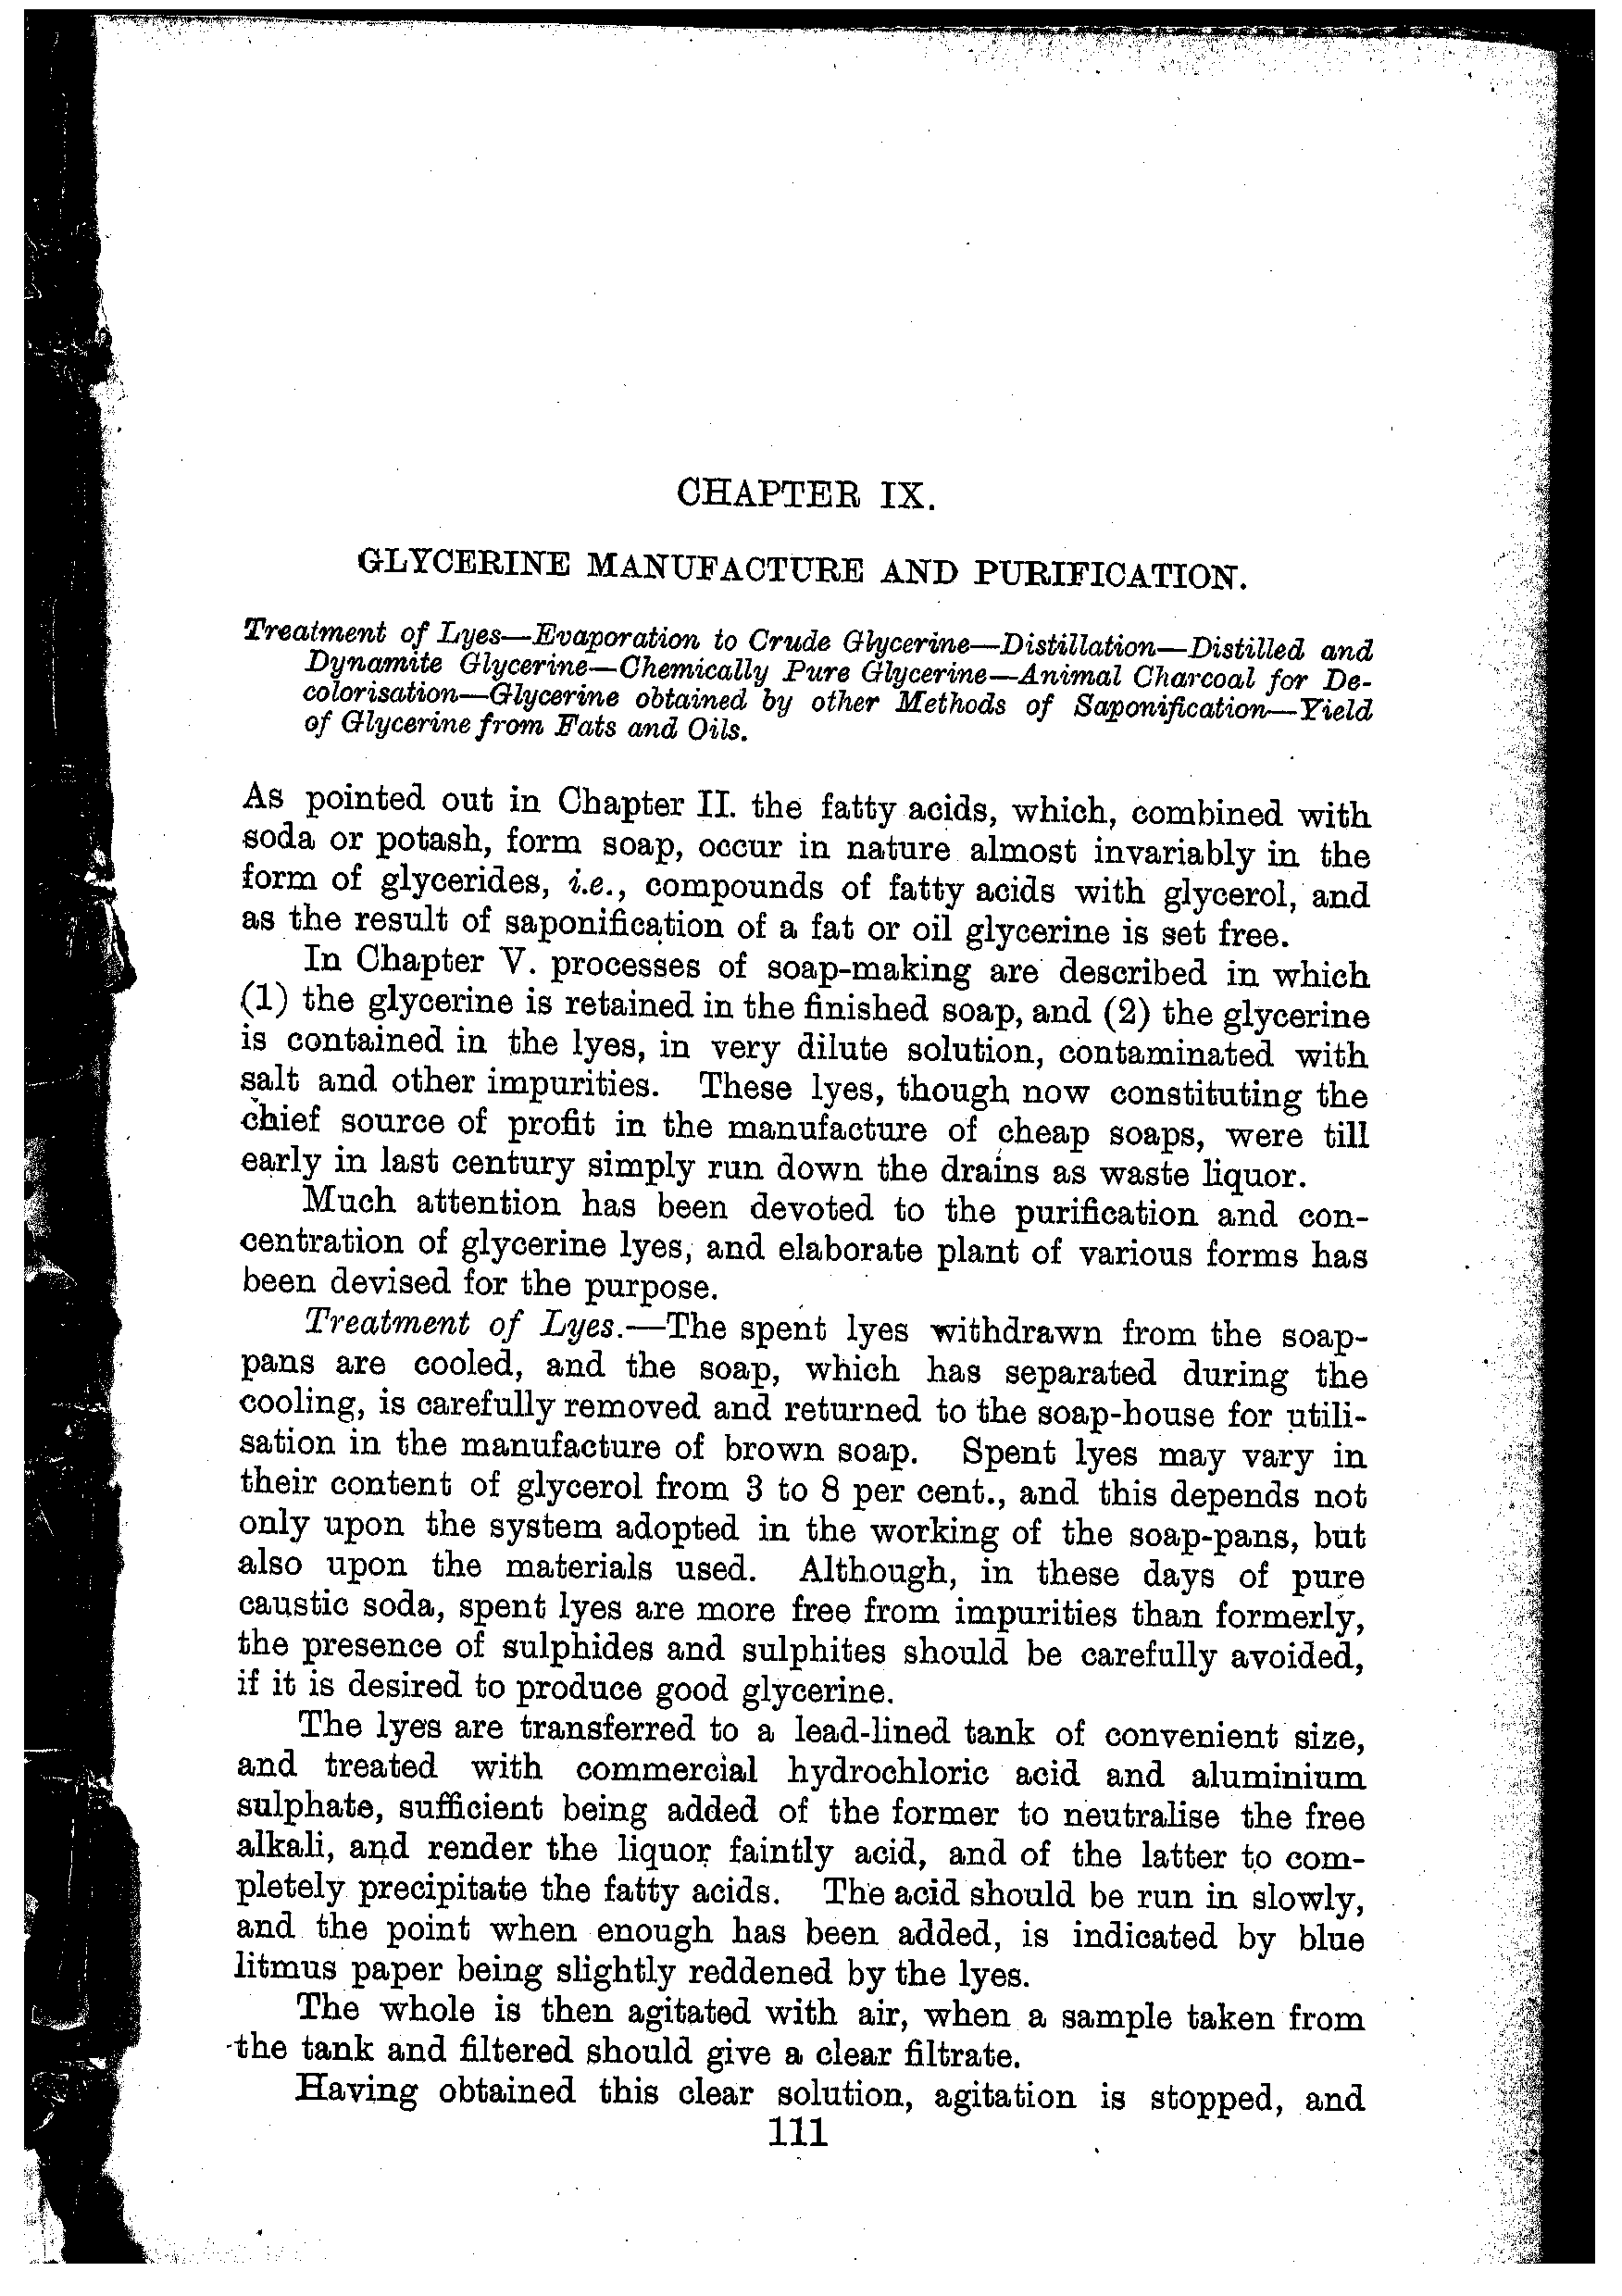 CHAPTER IX.
GLYCERINE MANUFACTURE AND PURIFICATION.
Treatment of Lyes—Evaporation to Crude Glycerine—Distillation—Distilled and
Dynamite Glycerine—Chemically Pure Glycerine—Animal Charcoal for De-
colorisation—Glycerine obtained by other Methods of Saponification—Yield
of Glycerine from Fats and Oils.
As pointed out in Chapter II. the fatty acids, which, combined with
soda or potash, form soap, occur in nature almost invariably in the
form of glycerides, i.e., compounds of fatty acids with glycerol, and
as the result of saponification of a fat or oil glycerine is set free.
In Chapter V. processes of soap-making are described in which
(1) the glycerine is retained in the finished soap, and (2) the glycerine
is contained in the lyes, in very dilute solution, contaminated with
salt and other impurities. These lyes, though now constituting the
chief source of profit in the manufacture of cheap soaps, were till
early in last century simply run down the drains as waste liquor.
Much attention has been devoted to the purification and con-
centration of glycerine lyes, and elaborate plant of various forms has
been devised for the purpose.
Treatment of Lyes.—The spent lyes withdrawn from the soap-
pans are cooled, and the soap, which has separated during the
cooling, is carefully removed and returned to the soap-house for utili-
sation in the manufacture of brown soap. Spent lyes may vary in
their content of glycerol from 3 to 8 per cent., and this depends not
only upon the system adopted in the working of the soap-pans, but
also upon the materials used. Although, in these days of pure
caustic soda, spent lyes are more free from impurities than formerly,
the presence of sulphides and sulphites should be carefully avoided,
if it is desired to produce good glycerine.
The lyes are transferred to a lead-lined tank of convenient size,
and treated with commercial hydrochloric acid and aluminium
sulphate, sufficient being added of the former to neutralise the free
alkali, and render the liquor faintly acid, and of the latter to com-
pletely precipitate the fatty acids. The acid should be run in slowly,
and the point when enough has been added, is indicated by blue
litmus paper being slightly reddened by the lyes.
The whole is then agitated with air, when a sample taken from
the tank and filtered should give a clear filtrate.
Having obtained this clear solution, agitation is stopped, and
111